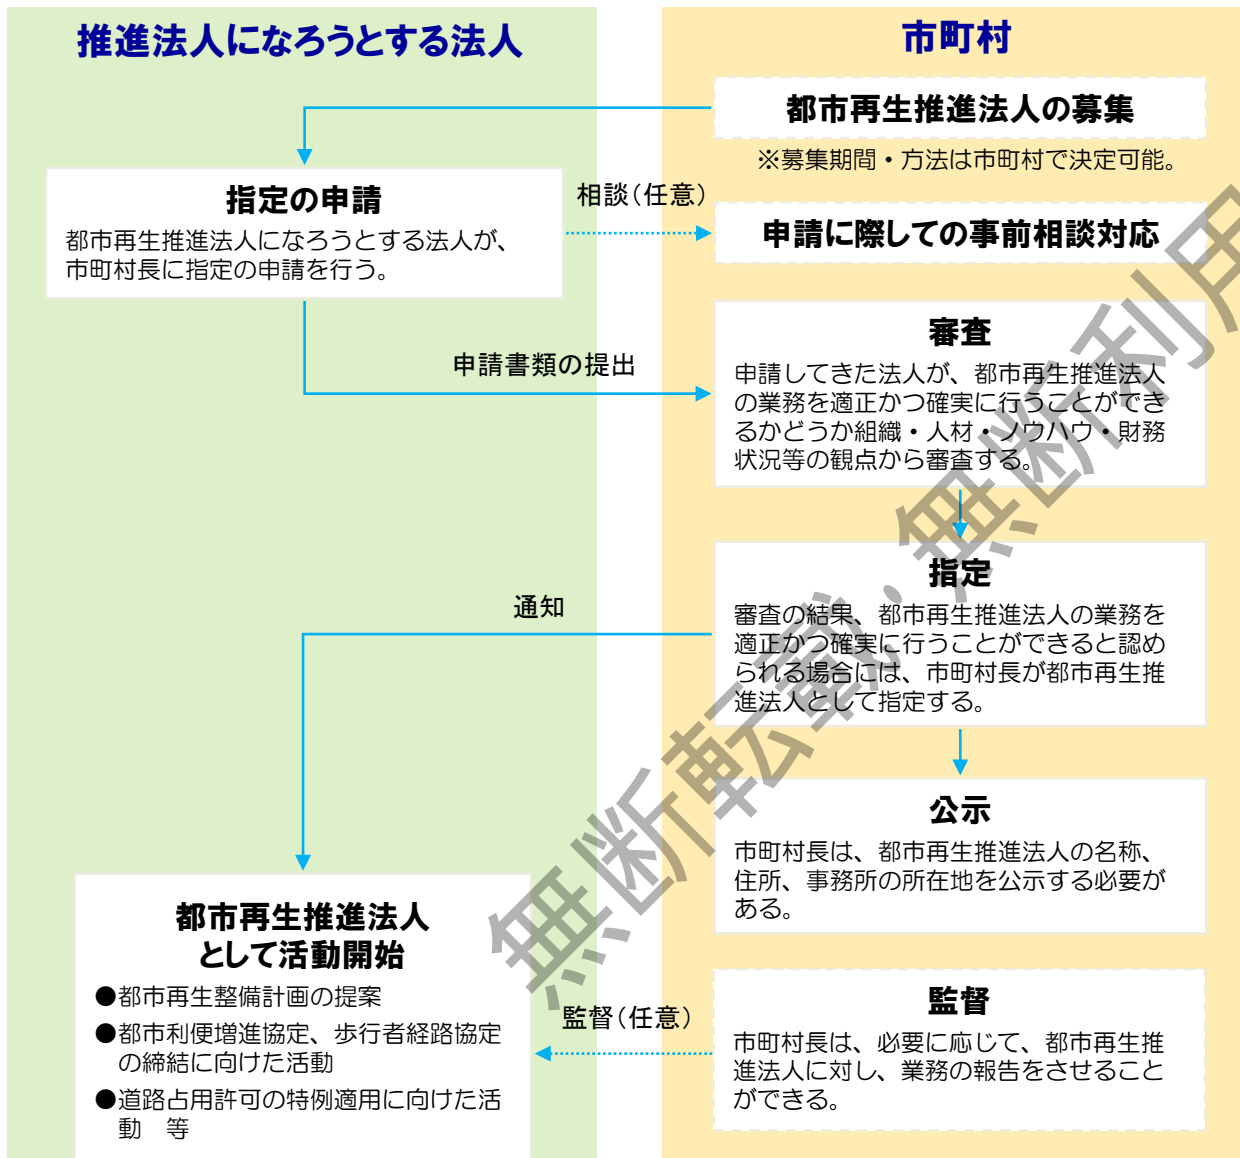 推進法人になろうとする法人
市町村
都市再生推進法人の募集
※募集期間・方法は市町村で決定可能。
指定の申請
都市再生推進法人になろうとする法人が、
市町村長に指定の申請を行う。
相談(任意)
申請に際しての事前相談対応
申請書類の提出
審査
申請してきた法人が、都市再生推進法人
の業務を適正かつ確実に行うことができ
るかどうか組織・人材・ノウハウ・財務
状況等の観点から審査する。
指定
審査の結果、都市再生推進法人の業務を
適正かつ確実に行うことができると認め
られる場合には、市町村長が都市再生推
進法人として指定する。
通知
公示
市町村長は、都市再生推進法人の名称、
住所、事務所の所在地を公示する必要が
ある。
都市再生推進法人
として活動開始
●都市再生整備計画の提案
●都市利便増進協定、歩行者経路協定
の締結に向けた活動
●道路占用許可の特例適用に向けた活
動　等
監督(任意)
監督
市町村長は、必要に応じて、都市再生推
進法人に対し、業務の報告をさせること
ができる。
無断転載・無断利用